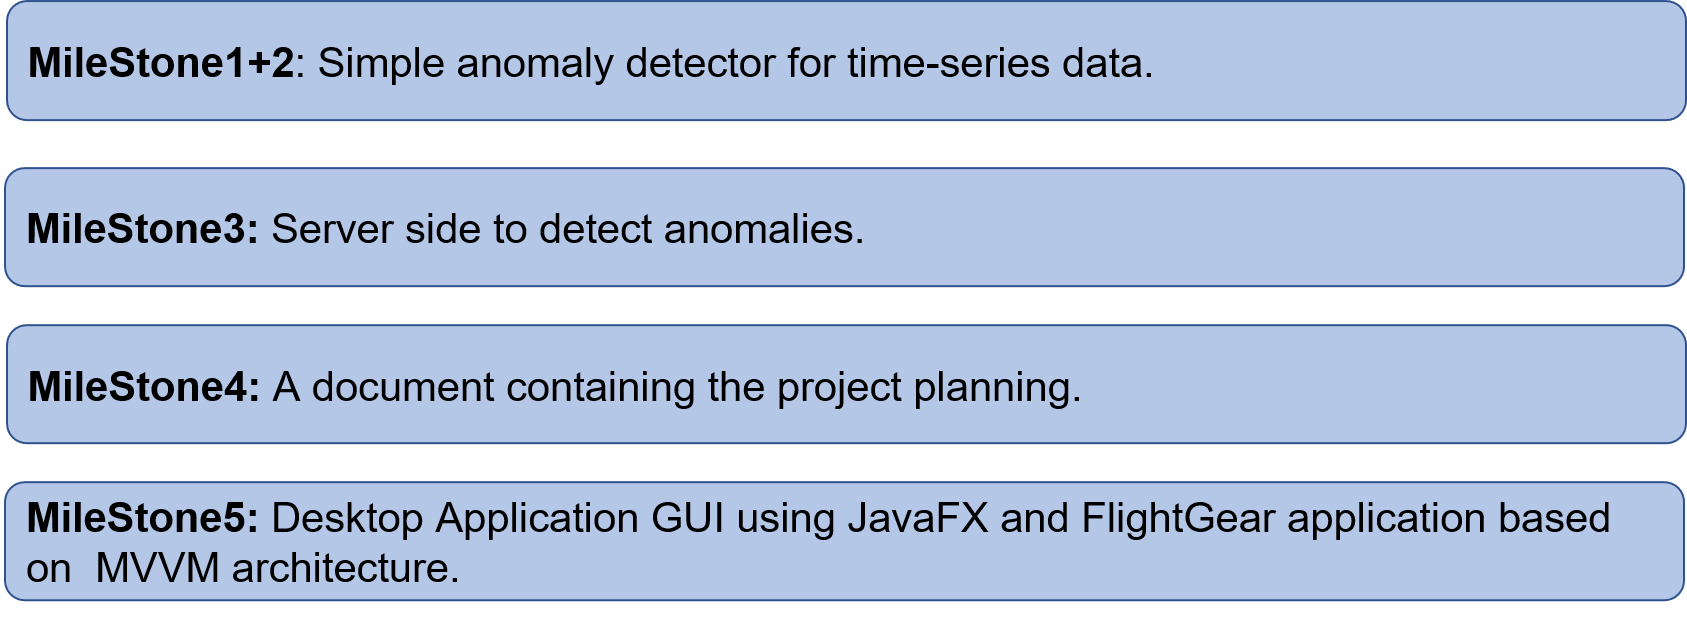 MileStone1+2: Simple anomaly detector for time-series data.
MileStone3: Server side to detect anomalies.
MileStone4: A document containing the project planning.
MileStone5: Desktop Application GUI using JavaFX and FlightGear application based
on  MVVM architecture.